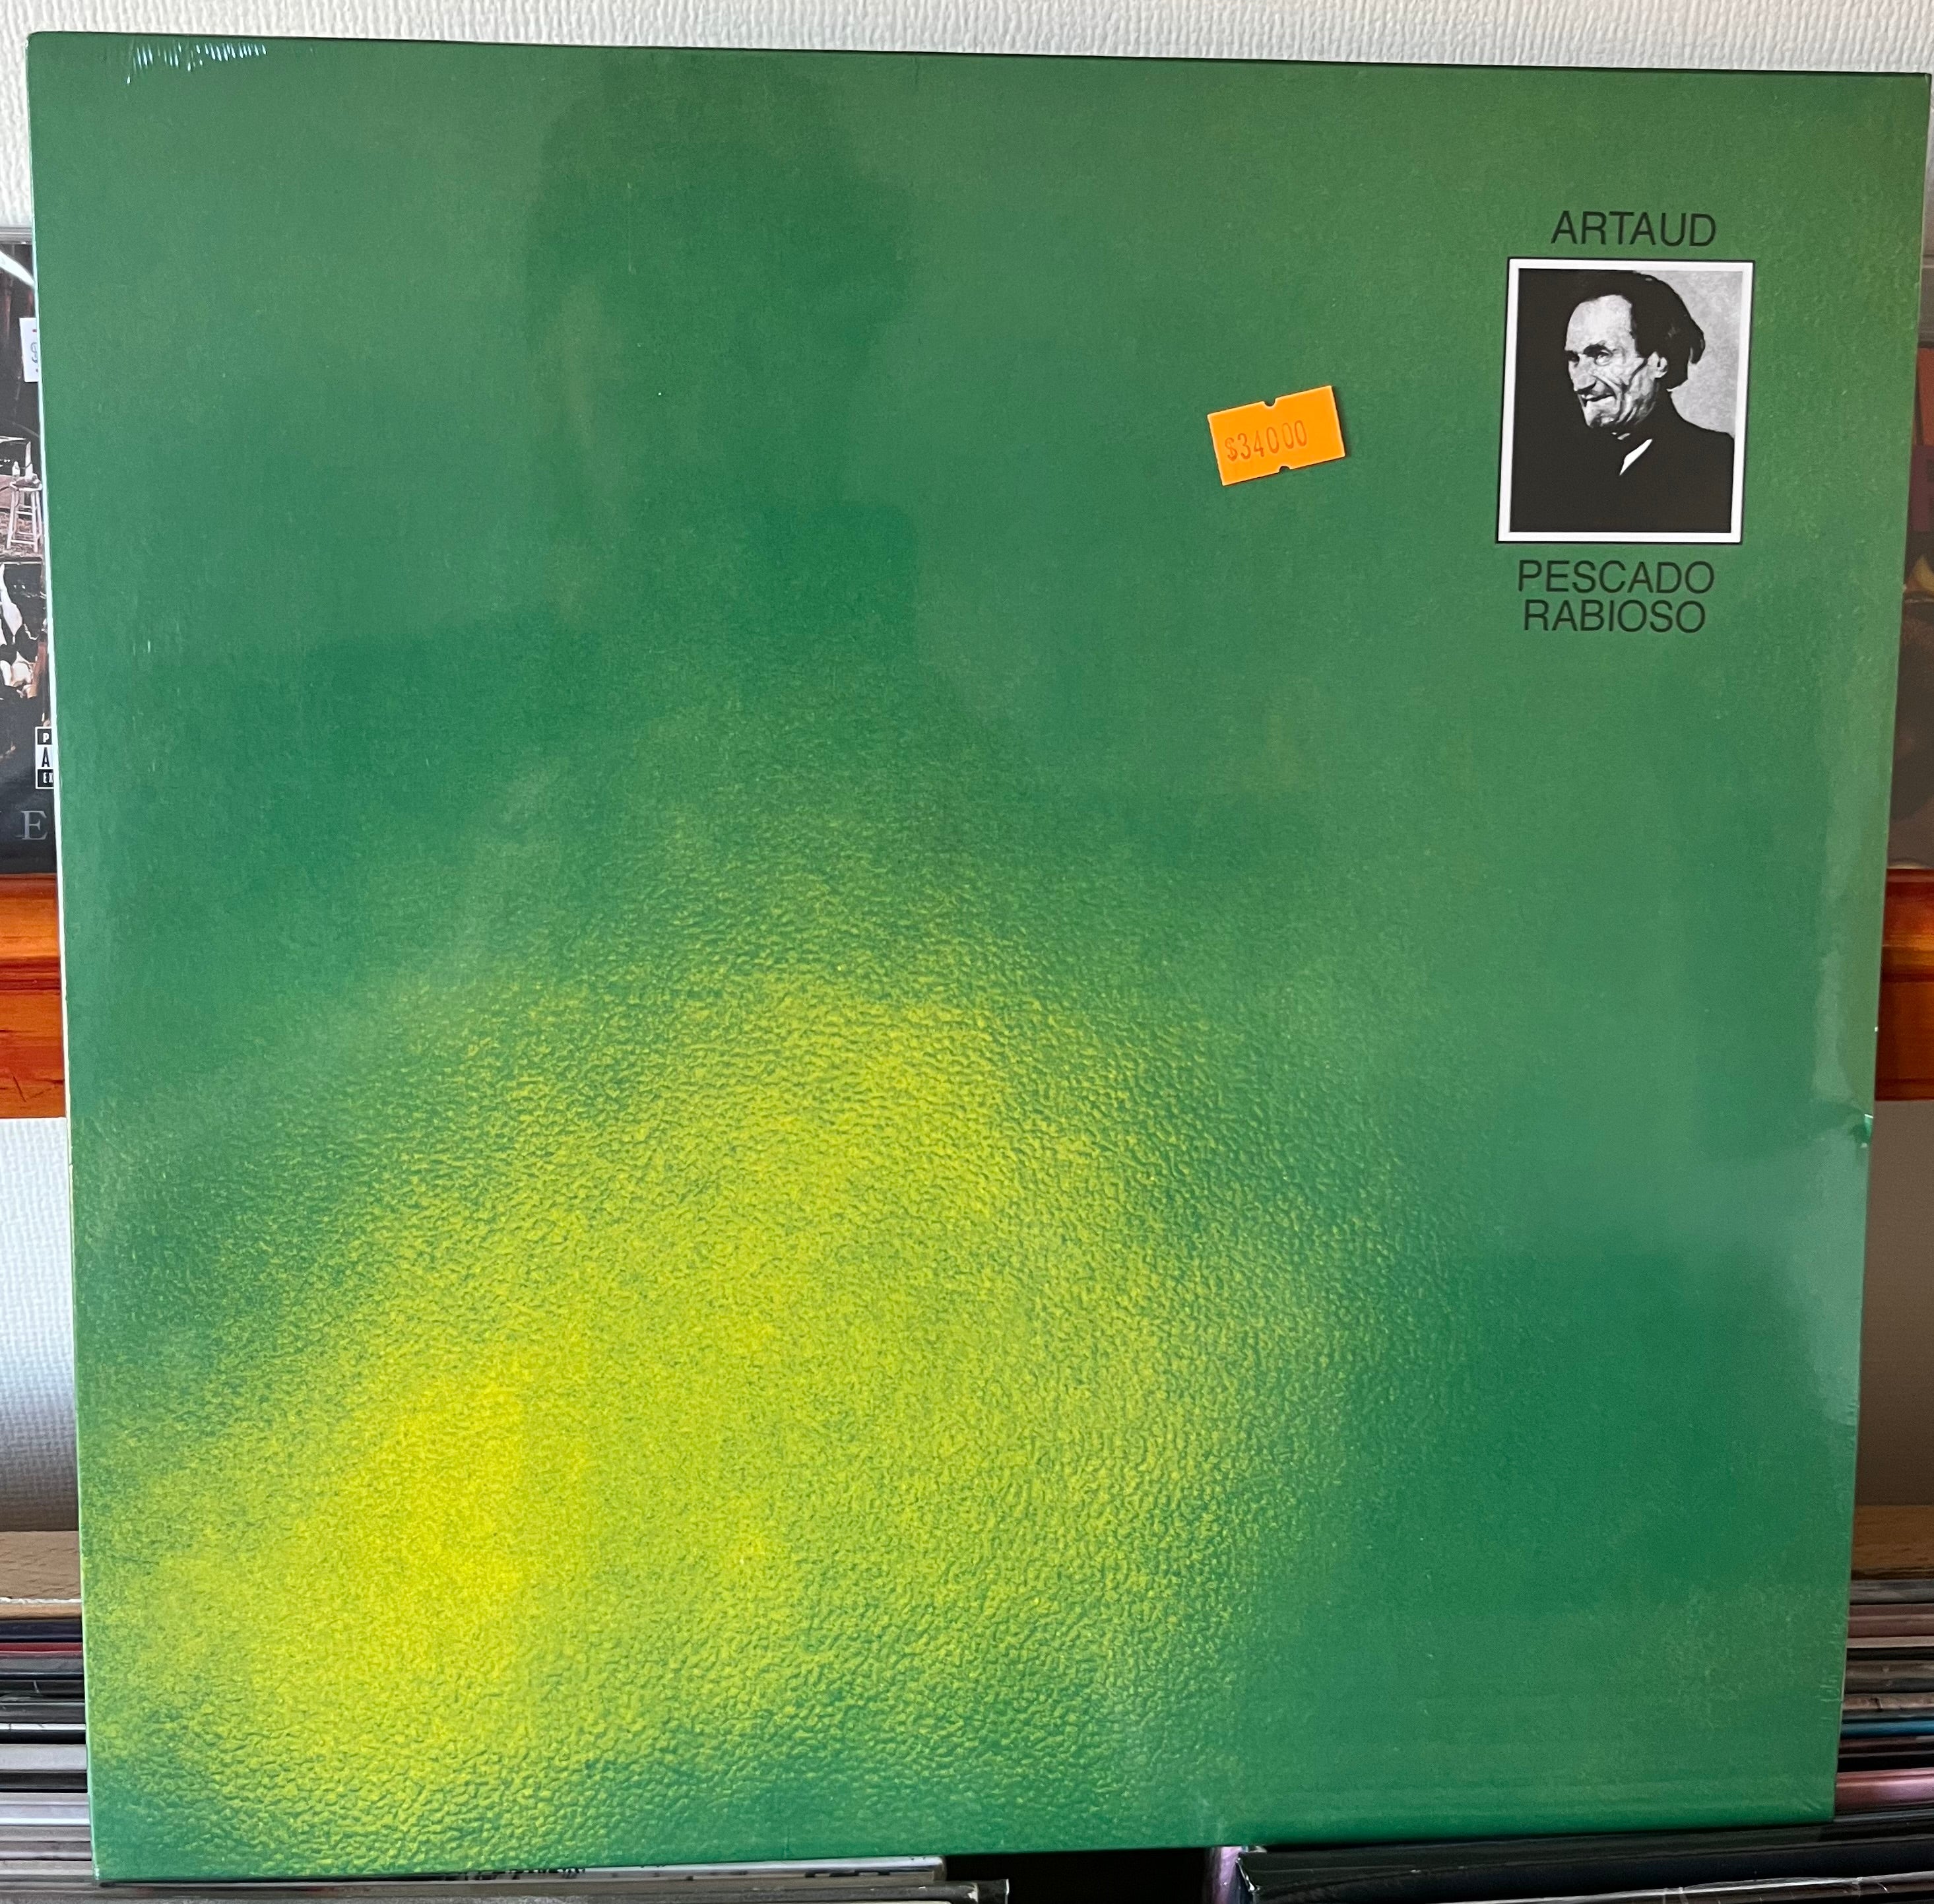 ARTAUD
$34000
PESCADO
RABIOSO
E